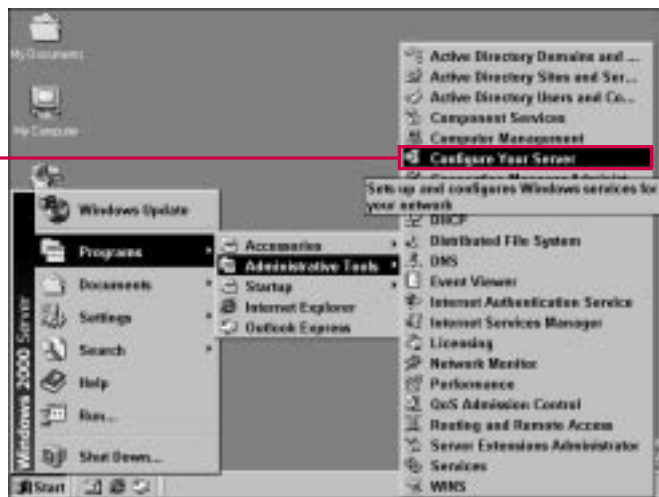 My Documents
My Computer
Windows Update
Programs
Documents
Settings
Search
Help
Run...
Shut Down...
Windows 2000 Server
Start
Accessories
Administrative Tools
Startup
Internet Explorer
Outlook Express
Active Directory Domains and ...
Active Directory Sites and Ser...
Active Directory Users and Co...
Component Services
Computer Management
Configure Your Server
Connection Manager Administ
Sets up and configures Windows services for
your network
DHCP
Distributed File System
DNS
Event Viewer
Internet Authentication Service
Internet Services Manager
Licensing
Network Monitor
Performance
QoS Admission Control
Routing and Remote Access
Server Extensions Administrator
Services
WINS